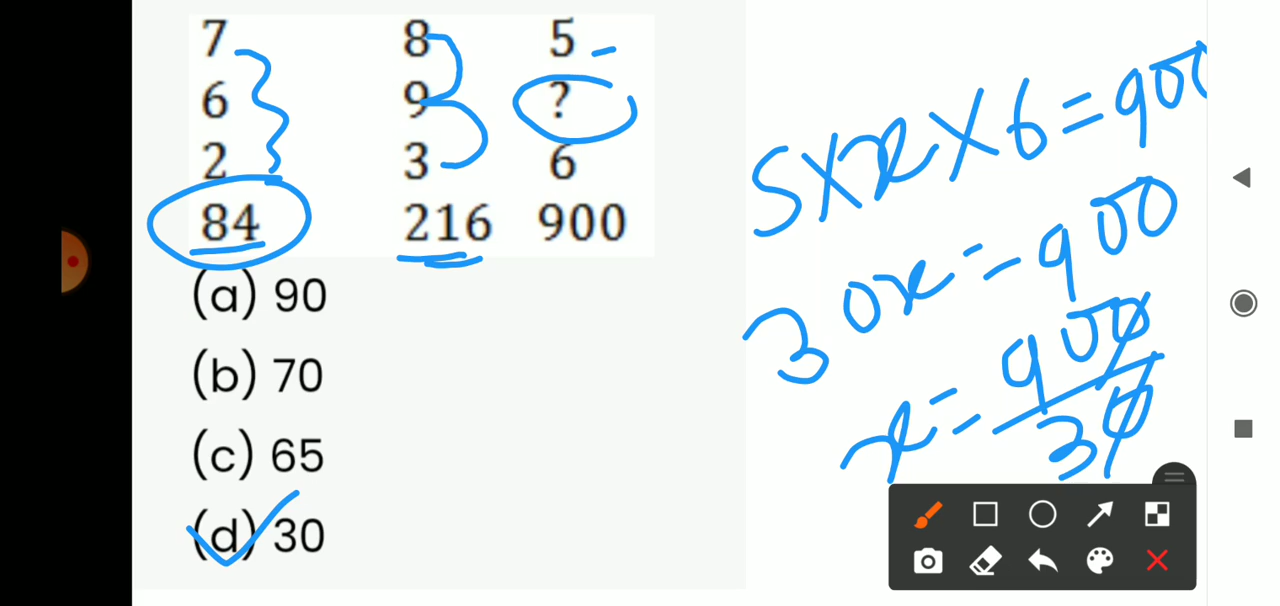 7 8 5
6 9 ?
2 3 6
84 216 900
(a) 90
(b) 70
(c) 65
(d) 30
5 × x × 6 = 900
30x = 900
x = 900/30